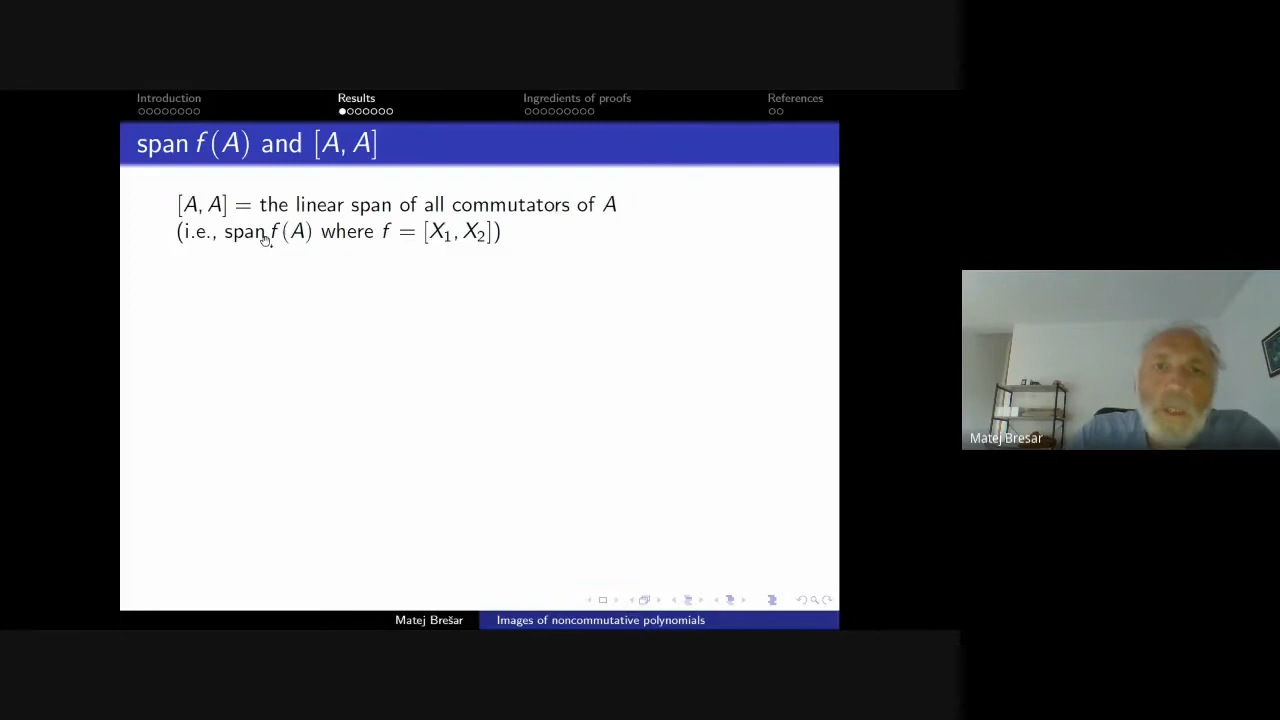 Introduction
Results
Ingredients of proofs
References
span f(A) and [A, A]
[A, A] = the linear span of all commutators of A
(i.e., span f(A) where f = [X₁, X₂])
Matej Bresar
Matej Brešar
Images of noncommutative polynomials